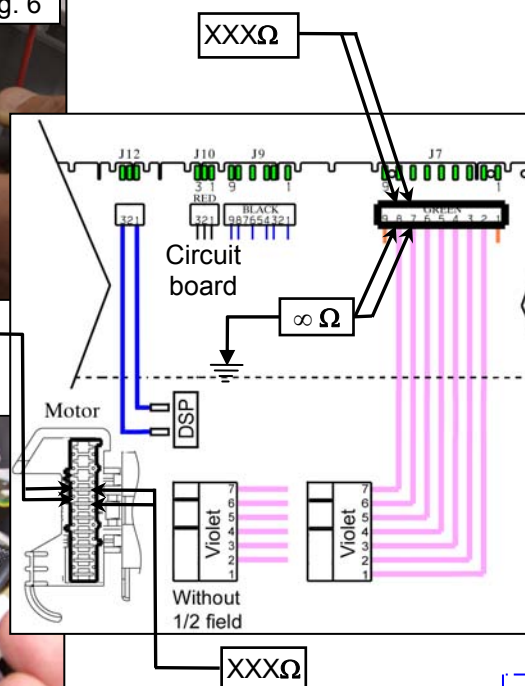 g. 6
XXXΩ
J12
J10
J9
J7
3 1
9
1
9
1
RED
BLACK
GREEN
321
321
987654321
9 8 7 6 5 4 3 2 1
Circuit
board
∞ Ω
Motor
DSP
7
6
5
4
3
2
1
Violet
7
6
5
4
3
2
1
Violet
Without
1/2 field
XXXΩ